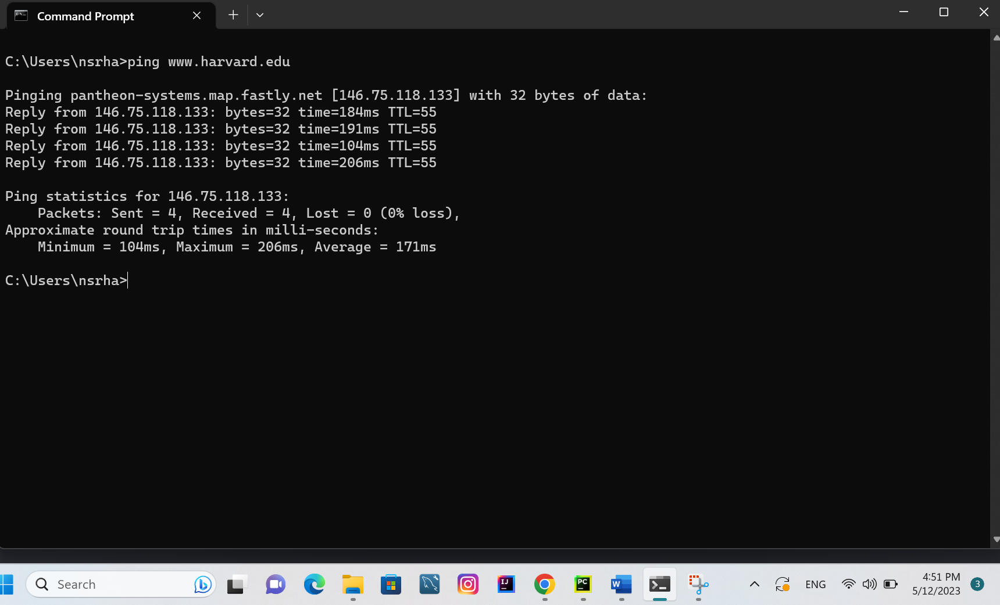 Command Prompt
C:\Users\nsrha>ping www.harvard.edu
Pinging pantheon-systems.map.fastly.net [146.75.118.133] with 32 bytes of data:
Reply from 146.75.118.133: bytes=32 time=184ms TTL=55
Reply from 146.75.118.133: bytes=32 time=191ms TTL=55
Reply from 146.75.118.133: bytes=32 time=104ms TTL=55
Reply from 146.75.118.133: bytes=32 time=206ms TTL=55
Ping statistics for 146.75.118.133:
    Packets: Sent = 4, Received = 4, Lost = 0 (0% loss),
Approximate round trip times in milli-seconds:
    Minimum = 104ms, Maximum = 206ms, Average = 171ms
C:\Users\nsrha>
Search
IJ
PC
W
ENG
4:51 PM
5/12/2023
3